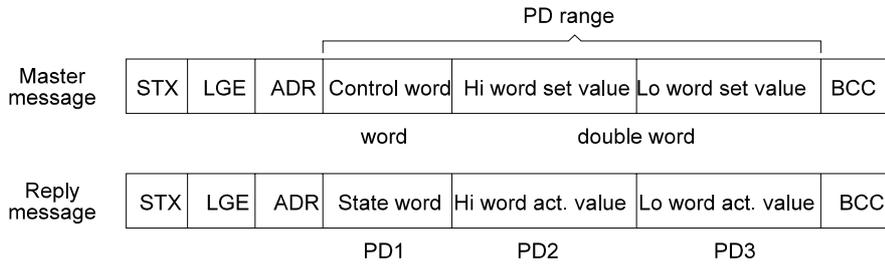 PD range
Master message
STX LGE ADR Control word Hi word set value Lo word set value BCC
word double word
Reply message
STX LGE ADR State word Hi word act. value Lo word act. value BCC
PD1 PD2 PD3